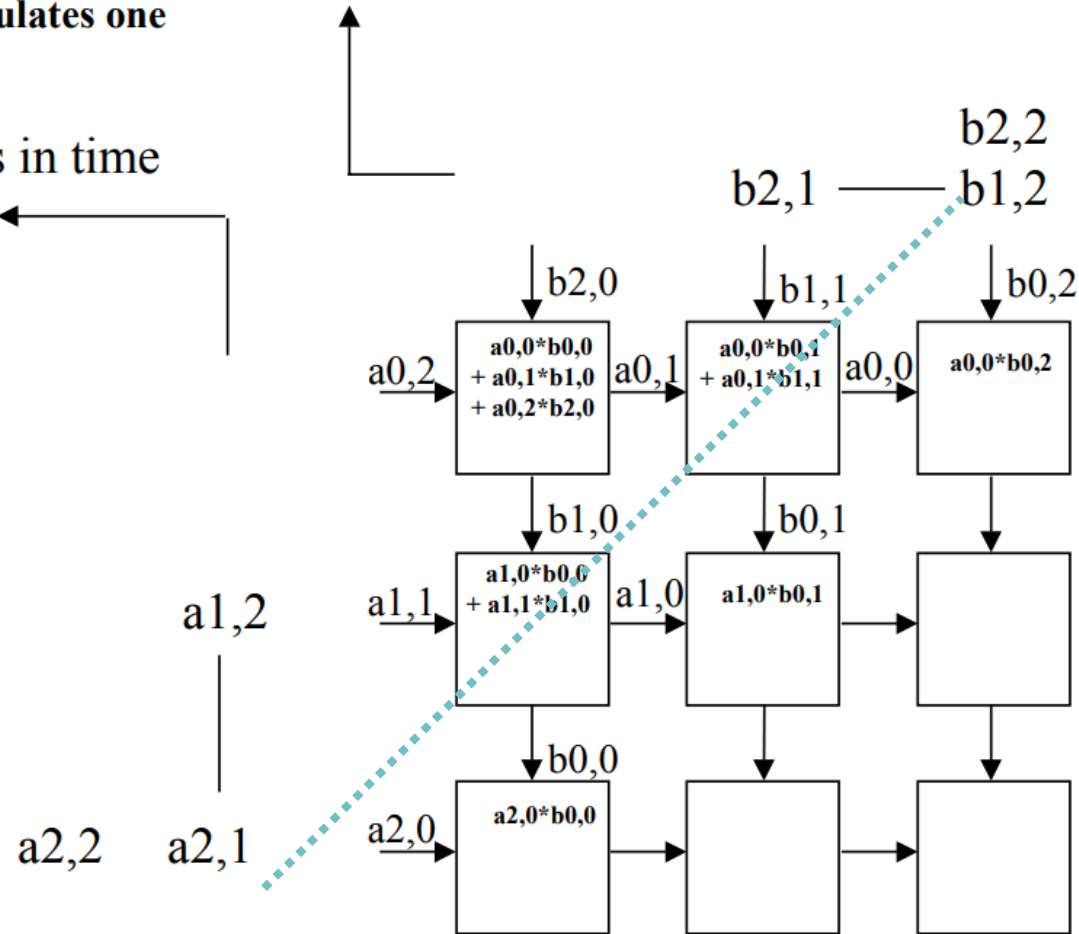 ulates one
s in time
b2,2
b2,1 b1,2
b2,0 b1,1 b0,2
a0,2
a0,0*b0,0
+ a0,1*b1,0
+ a0,2*b2,0
a0,1
a0,0*b0,1
+ a0,1*b1,1
a0,0
a0,0*b0,2
b1,0 b0,1
a1,2
a1,1
a1,0*b0,0
+ a1,1*b1,0
a1,0
a1,0*b0,1
b0,0
a2,2 a2,1
a2,0
a2,0*b0,0